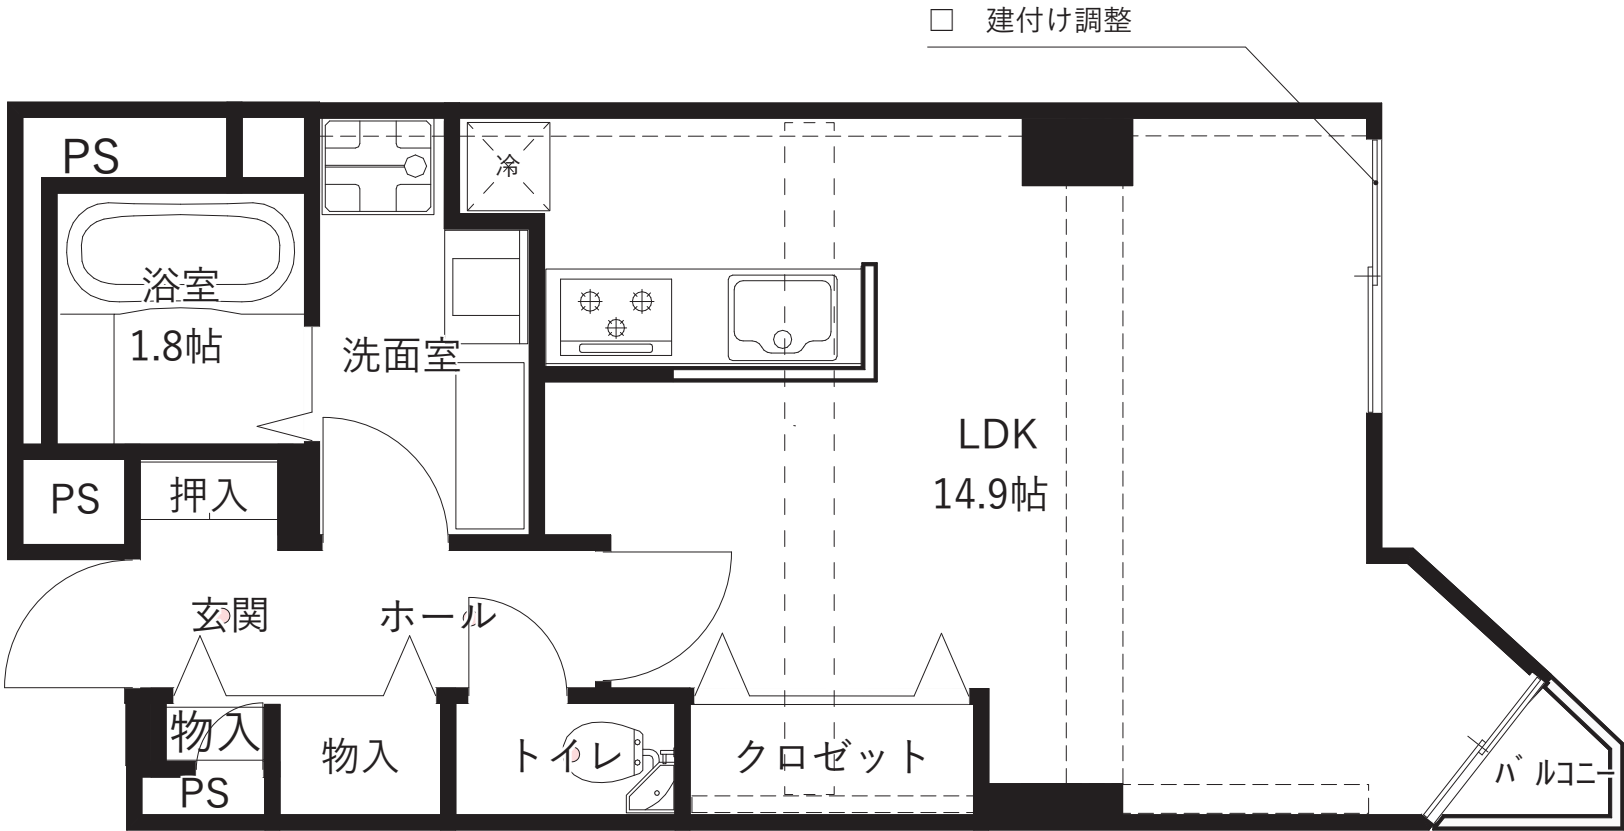 □ 建付け調整
PS
冷
浴室
1.8帖
洗面室
LDK
14.9帖
PS
押入
玄関
ホール
物入
物入
トイレ
クロゼット
バルコニー
PS